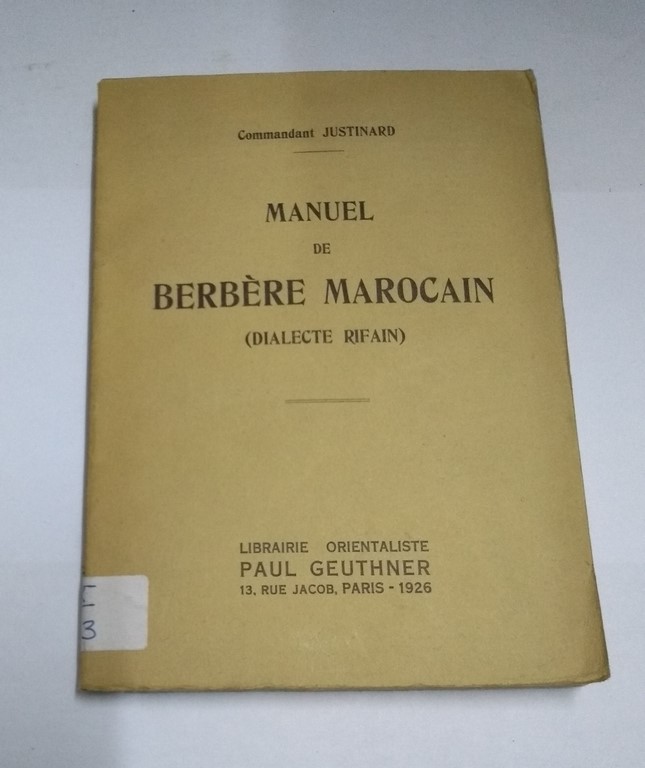 Commandant JUSTINARD
MANUEL
DE
BERBÈRE MAROCAIN
(DIALECTE RIFAIN)
LIBRAIRIE ORIENTALISTE
PAUL GEUTHNER
13, RUE JACOB, PARIS - 1926
3